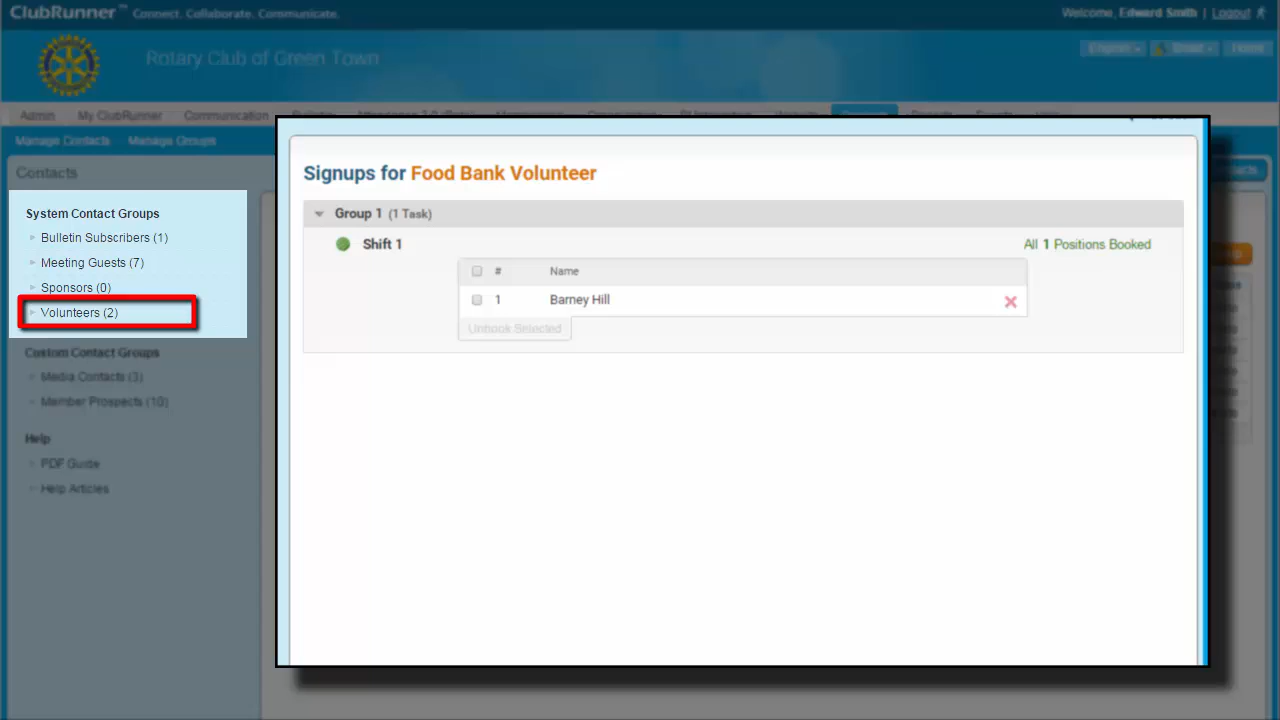 ClubRunner™ Connect. Collaborate. Communicate.
Welcome, Edward Smith | Logout
Rotary Club of Green Town
English
Email
Home
Admin My ClubRunner Communication
Manage Contacts Manage Groups
Contacts
System Contact Groups
Bulletin Subscribers (1)
Meeting Guests (7)
Sponsors (0)
Volunteers (2)
Custom Contact Groups
Media Contacts (3)
Member Prospects (10)
Help
PDF Guide
Help Articles
Signups for Food Bank Volunteer
Group 1 (1 Task)
Shift 1 All 1 Positions Booked
# Name
1 Barney Hill
Unbook Selected